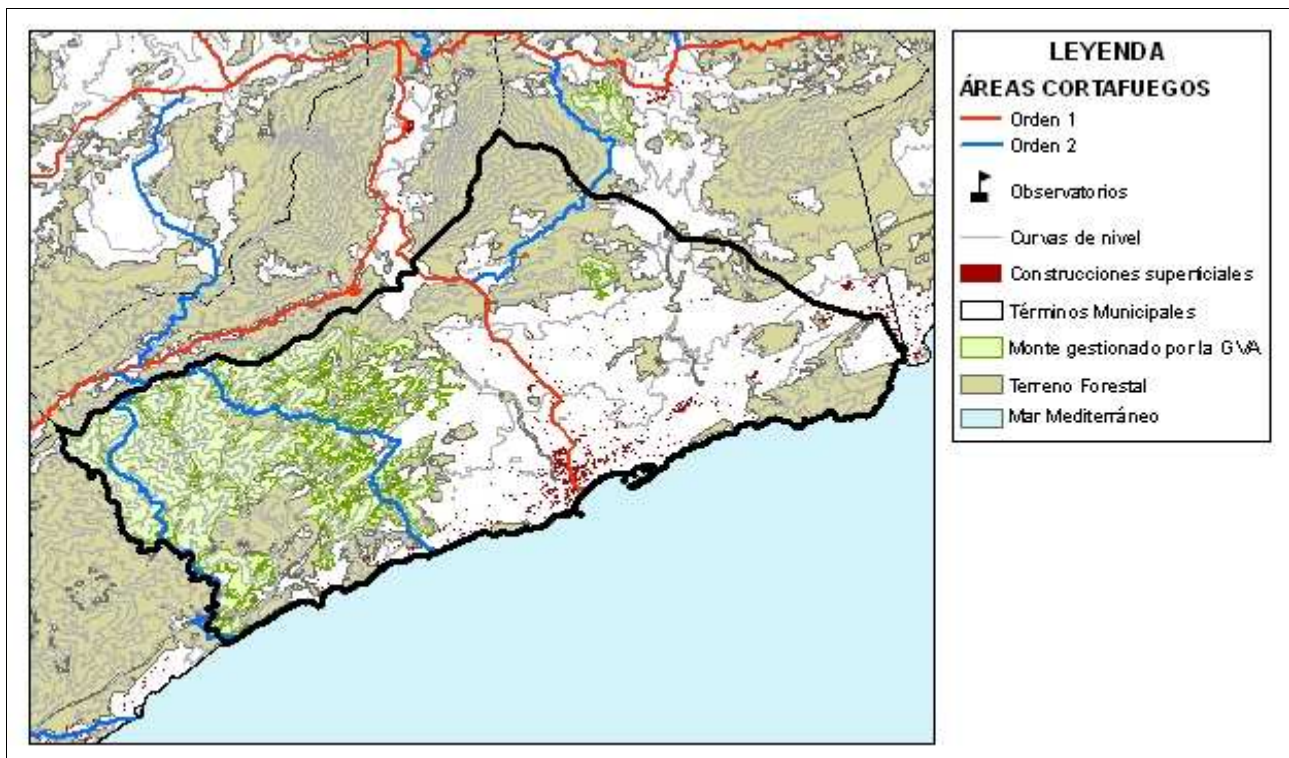 LEYENDA
ÁREAS CORTAFUEGOS
Orden 1
Orden 2
Observatorios
Curvas de nivel
Construcciones superficiales
Términos Municipales
Monte gestionado por la GVA
Terreno Forestal
Mar Mediterráneo